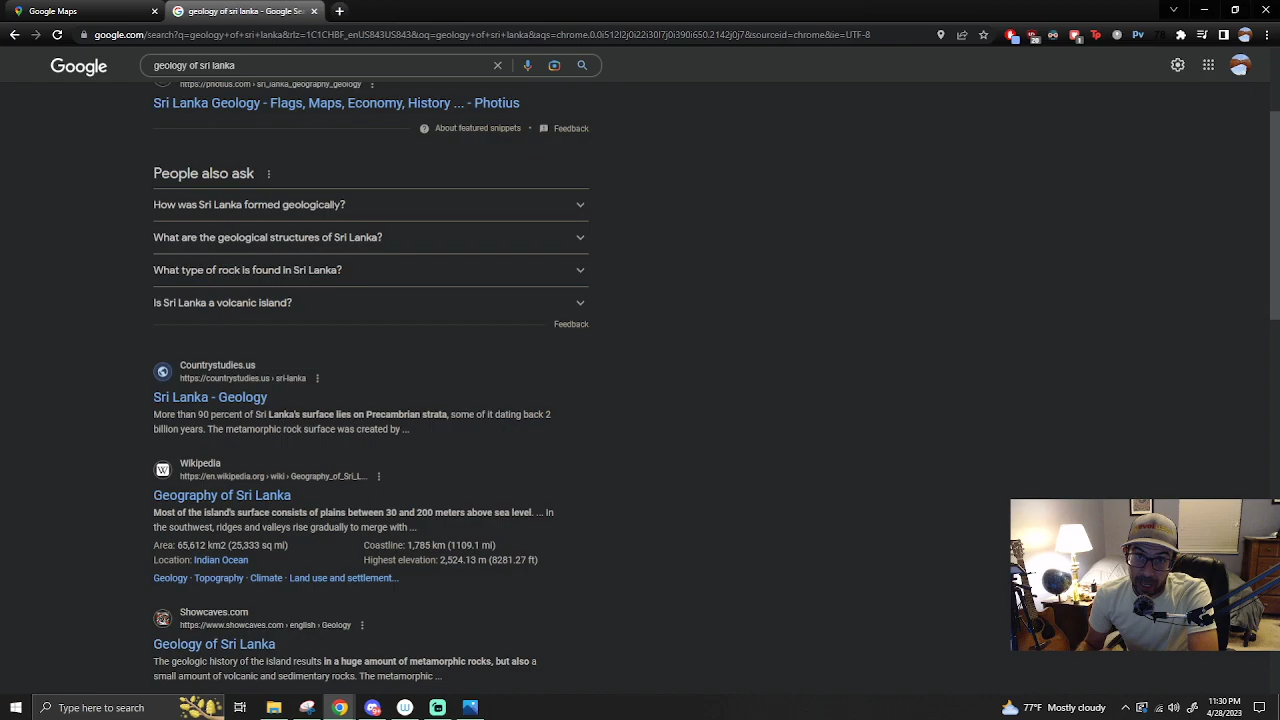 Google Maps
geology of sri lanka - Google Se
google.com/search?q=geology+of+sri+lanka&rlz=1C1CHBF_enUS843US843&oq=geology+of+sri+lanka&aqs=chrome.0.0i512l2j0i22i30l7j0i390i650.2142j0j7&sourceid=chrome&ie=UTF-8
Google
geology of sri lanka
https://photius.com › sri_lanka_geography_geology
Sri Lanka Geology - Flags, Maps, Economy, History ... - Photius
About featured snippets • Feedback
People also ask
How was Sri Lanka formed geologically?
What are the geological structures of Sri Lanka?
What type of rock is found in Sri Lanka?
Is Sri Lanka a volcanic island?
Feedback
Countrystudies.us
https://countrystudies.us › sri-lanka
Sri Lanka - Geology
More than 90 percent of Sri Lanka's surface lies on Precambrian strata, some of it dating back 2
billion years. The metamorphic rock surface was created by ...
Wikipedia
https://en.wikipedia.org › wiki › Geography_of_Sri_L...
Geography of Sri Lanka
Most of the island's surface consists of plains between 30 and 200 meters above sea level. ... In
the southwest, ridges and valleys rise gradually to merge with ...
Area: 65,612 km2 (25,333 sq mi) Coastline: 1,785 km (1109.1 mi)
Location: Indian Ocean Highest elevation: 2,524.13 m (8281.27 ft)
Geology · Topography · Climate · Land use and settlement...
Showcaves.com
https://www.showcaves.com › english › Geology
Geology of Sri Lanka
The geologic history of the island results in a huge amount of metamorphic rocks, but also a
small amount of volcanic and sedimentary rocks. The metamorphic ...
Type here to search
77°F Mostly cloudy
11:30 PM
4/28/2023